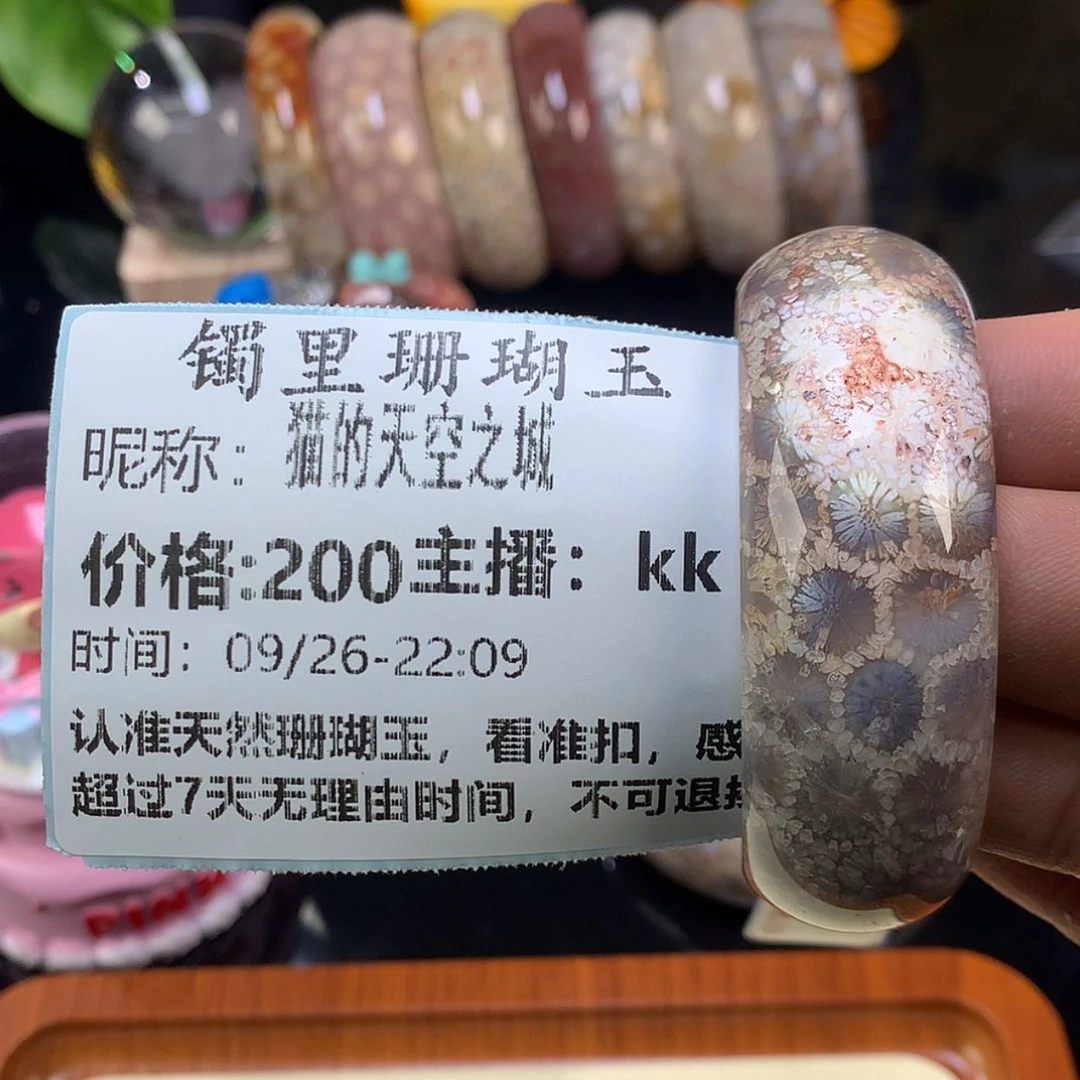 镯里珊瑚玉
昵称：猫的天空之城
价格:200主播：kk
时间：09/26-22:09
认准天然珊瑚玉，看准扣，感
超过7天无理由时间，不可退
PINK